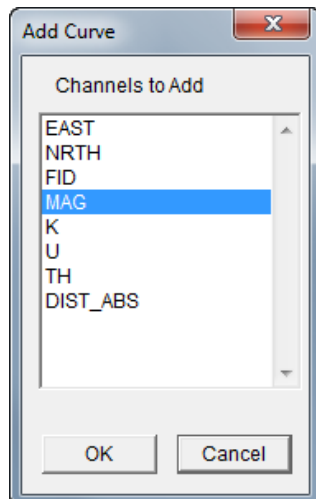 Add Curve
Channels to Add
EAST
NRTH
FID
MAG
K
U
TH
DIST_ABS
OK Cancel